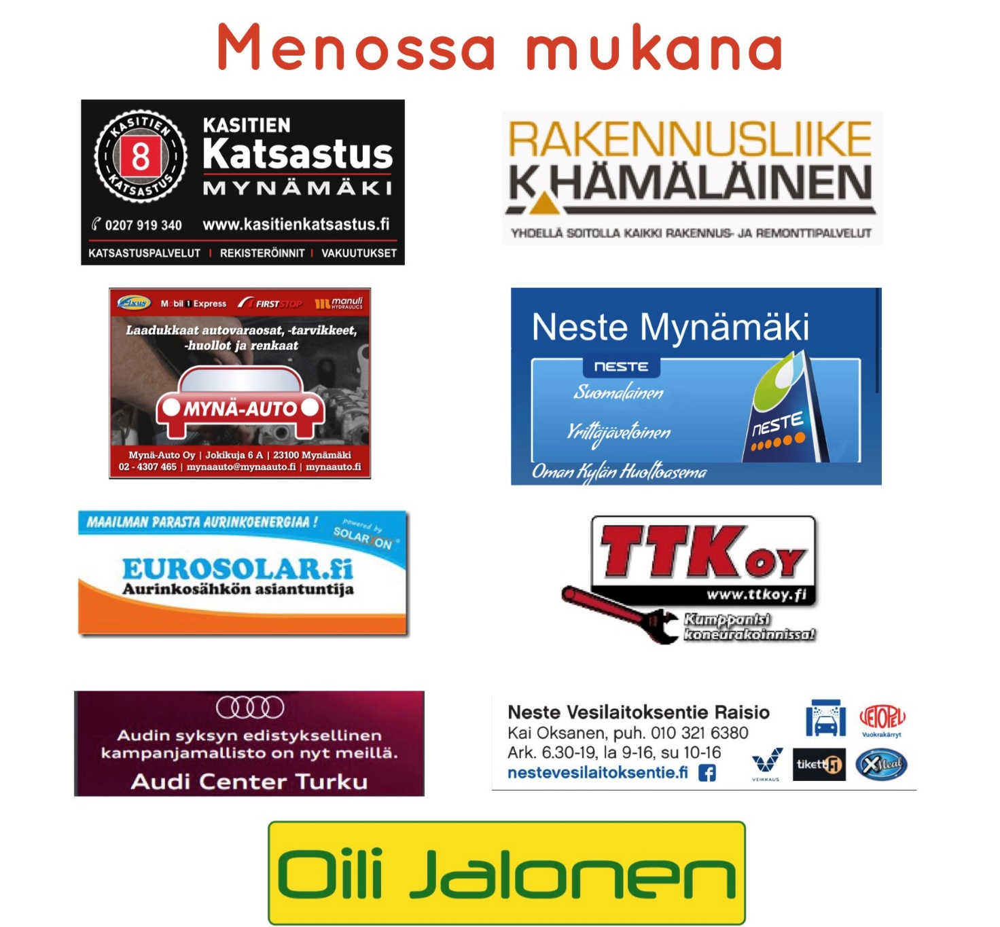 Menossa mukana
KASITIEN
8
KATSASTUS
KASITIEN
Katsastus
MYNÄMÄKI
0207 919 340 www.kasitienkatsastus.fi
KATSASTUSPALVELUT | REKISTERÖINNIT | VAKUUTUKSET
RAKENNUSLIIKE
K HÄMÄLÄINEN
YHDELLÄ SOITOLLA KAIKKI RAKENNUS- JA REMONTTIPALVELUT
Fixus Mobil 1 Express FIRSTSTOP manuli HYDRAULICS
Laadukkaat autovaraosat, -tarvikkeet,
-huollot ja renkaat
MYNÄ-AUTO
Mynä-Auto Oy | Jokikuja 6 A | 23100 Mynämäki
02 - 4307 465 | mynaauto@mynaauto.fi | mynaauto.fi
Neste Mynämäki
NESTE
Suomalainen
Yrittäjävetoinen
NESTE
Oman Kylän Huoltoasema
MAAILMAN PARASTA AURINKOENERGIAA !
powered by
SOLARXON
EUROSOLAR.fi
Aurinkosähkön asiantuntija
TTK OY
www.ttkoy.fi
Kumppanisi
koneurakoinnissa!
Audin syksyn edistyksellinen
kampanjamallisto on nyt meillä.
Audi Center Turku
Neste Vesilaitoksentie Raisio
Kai Oksanen, puh. 010 321 6380
Ark. 6.30-19, la 9-16, su 10-16
nestevesilaitoksentie.fi
VETOPELI
Vuokrakärryt
VEIKKAUS
tiketti Fi
X Meal
Oili Jalonen